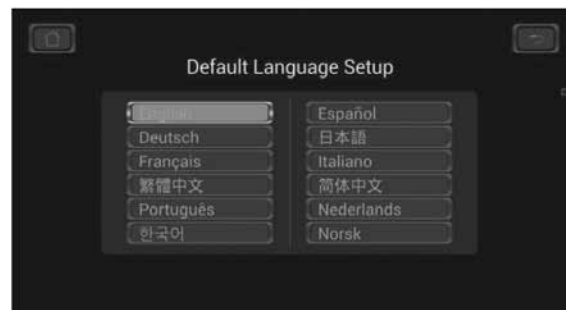 Default Language Setup
English
Deutsch
Français
繁體中文
Português
한국어
Español
日本語
Italiano
简体中文
Nederlands
Norsk